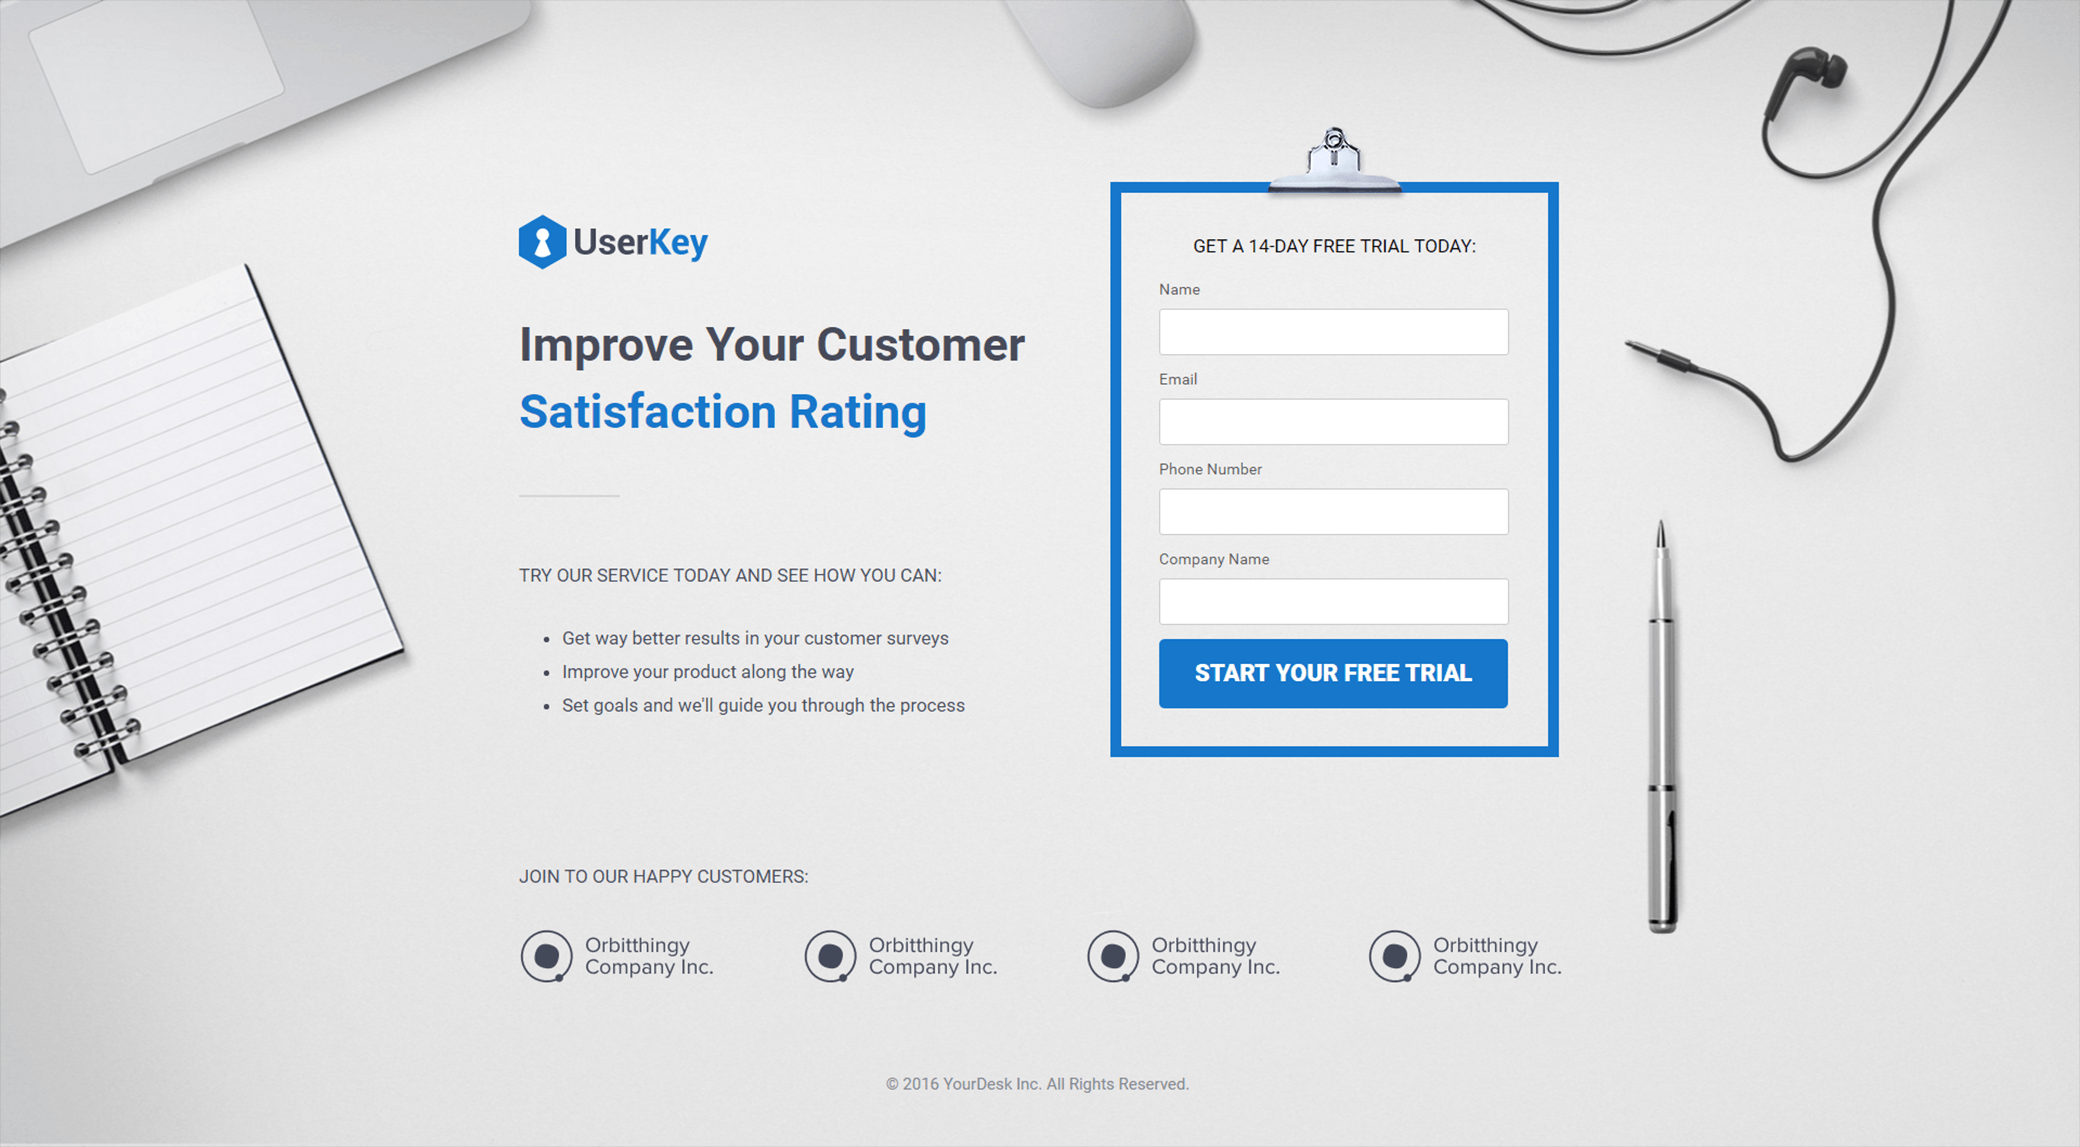 UserKey
Improve Your Customer
Satisfaction Rating
TRY OUR SERVICE TODAY AND SEE HOW YOU CAN:
Get way better results in your customer surveys
Improve your product along the way
Set goals and we'll guide you through the process
GET A 14-DAY FREE TRIAL TODAY:
Name
Email
Phone Number
Company Name
START YOUR FREE TRIAL
JOIN TO OUR HAPPY CUSTOMERS:
Orbitthingy
Company Inc.
Orbitthingy
Company Inc.
Orbitthingy
Company Inc.
Orbitthingy
Company Inc.
© 2016 YourDesk Inc. All Rights Reserved.